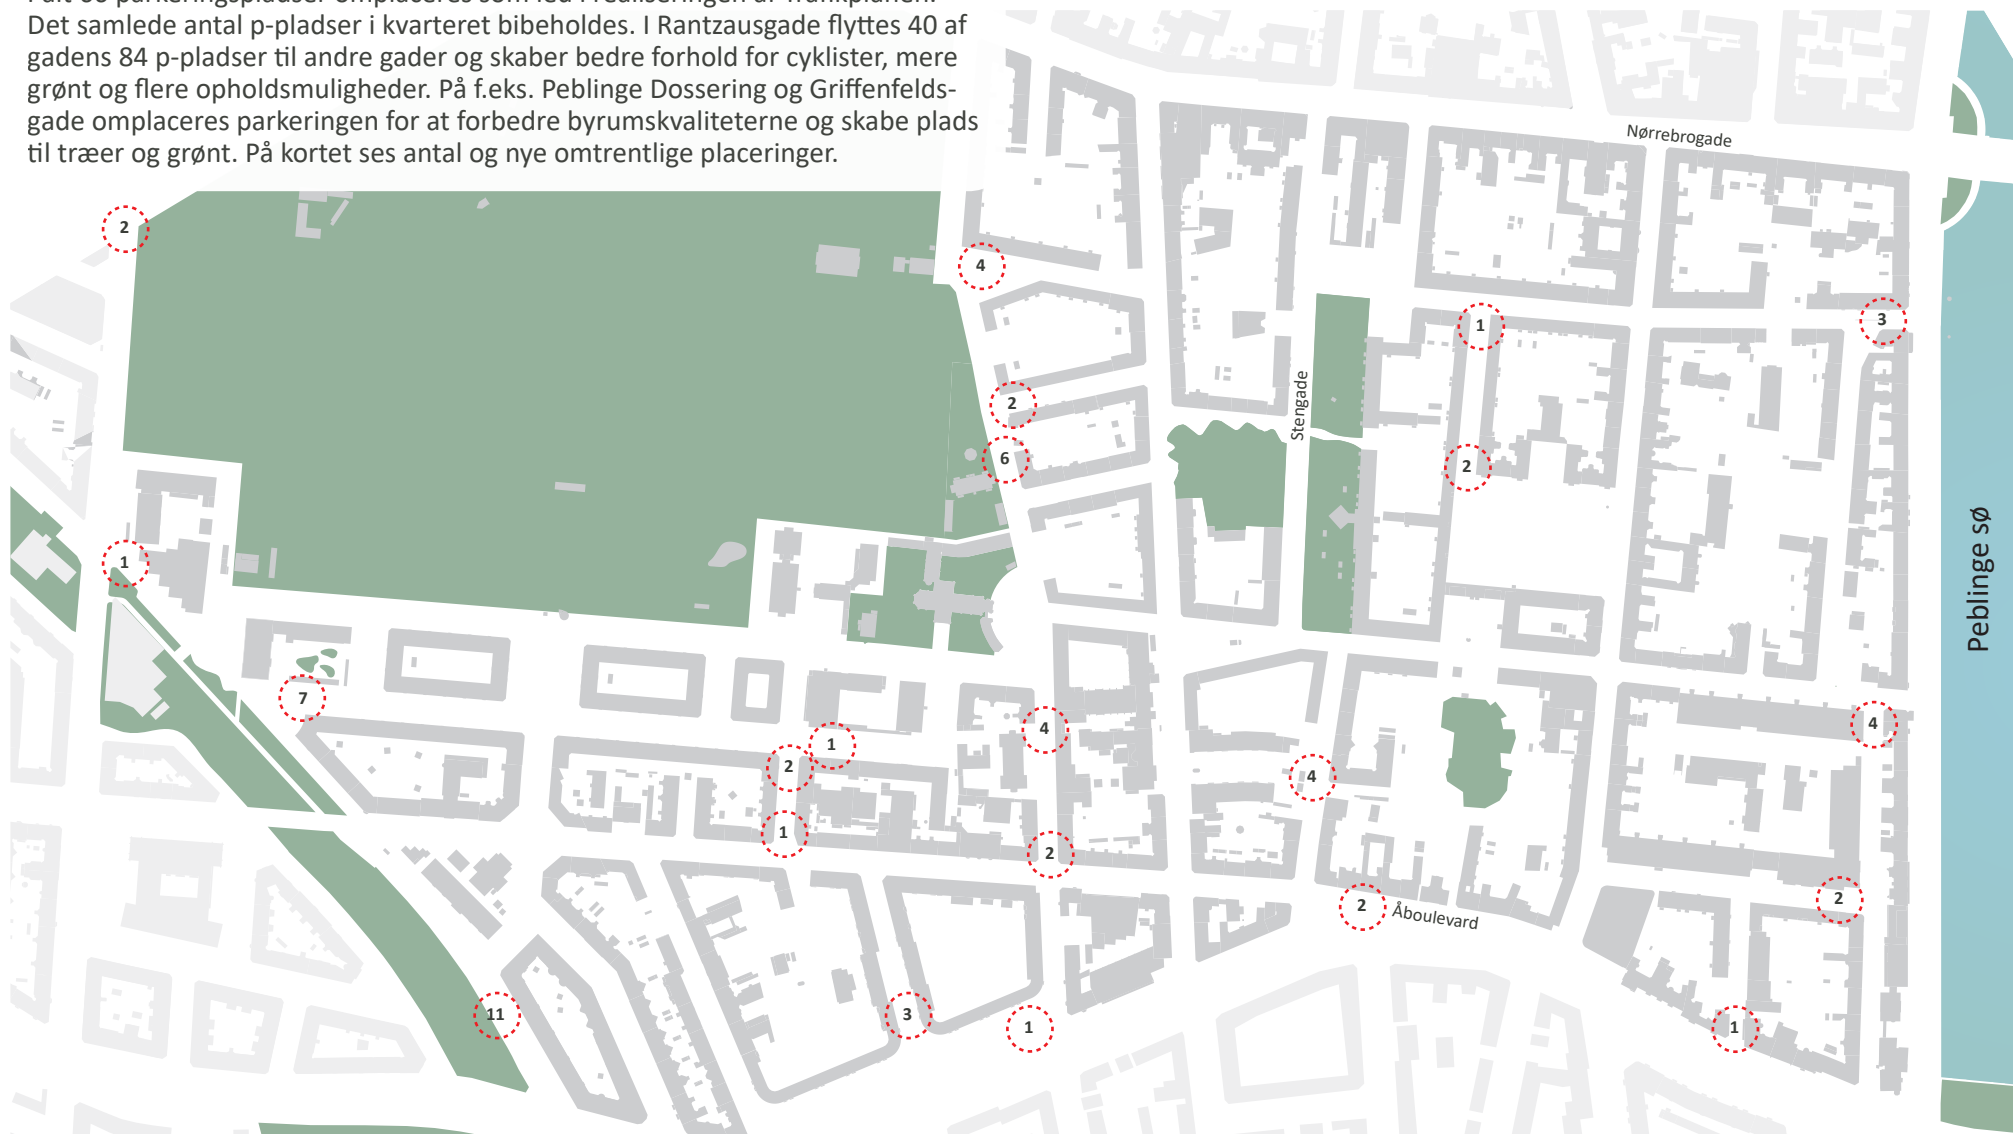 Det samlede antal p-pladser i kvarteret bibeholdes. I Rantzausgade flyttes 40 af
gadens 84 p-pladser til andre gader og skaber bedre forhold for cyklister, mere
grønt og flere opholdsmuligheder. På f.eks. Peblinge Dossering og Griffenfelds-
gade omplaceres parkeringen for at forbedre byrumskvaliteterne og skabe plads
til træer og grønt. På kortet ses antal og nye omtrentlige placeringer.
Nørrebrogade
2
4
1
3
Stengade
2
6
2
Peblinge sø
1
7
4
1
4
2
4
1
2
2
2
Åboulevard
11
3
1
1